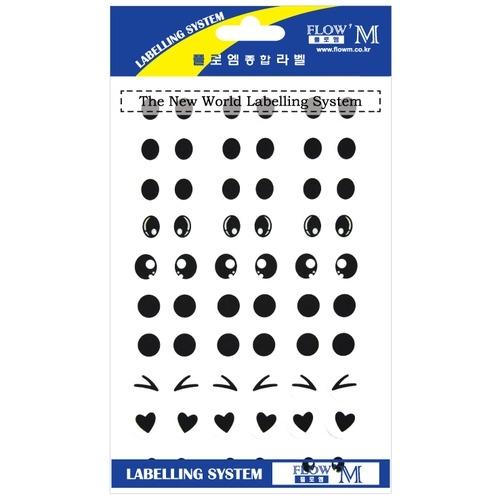 LABELLING SYSTEM
FLOW'M
플로엠
www.flowm.co.kr
플로엠종합라벨
The New World Labelling System
LABELLING SYSTEM
FLOW'M
플로엠